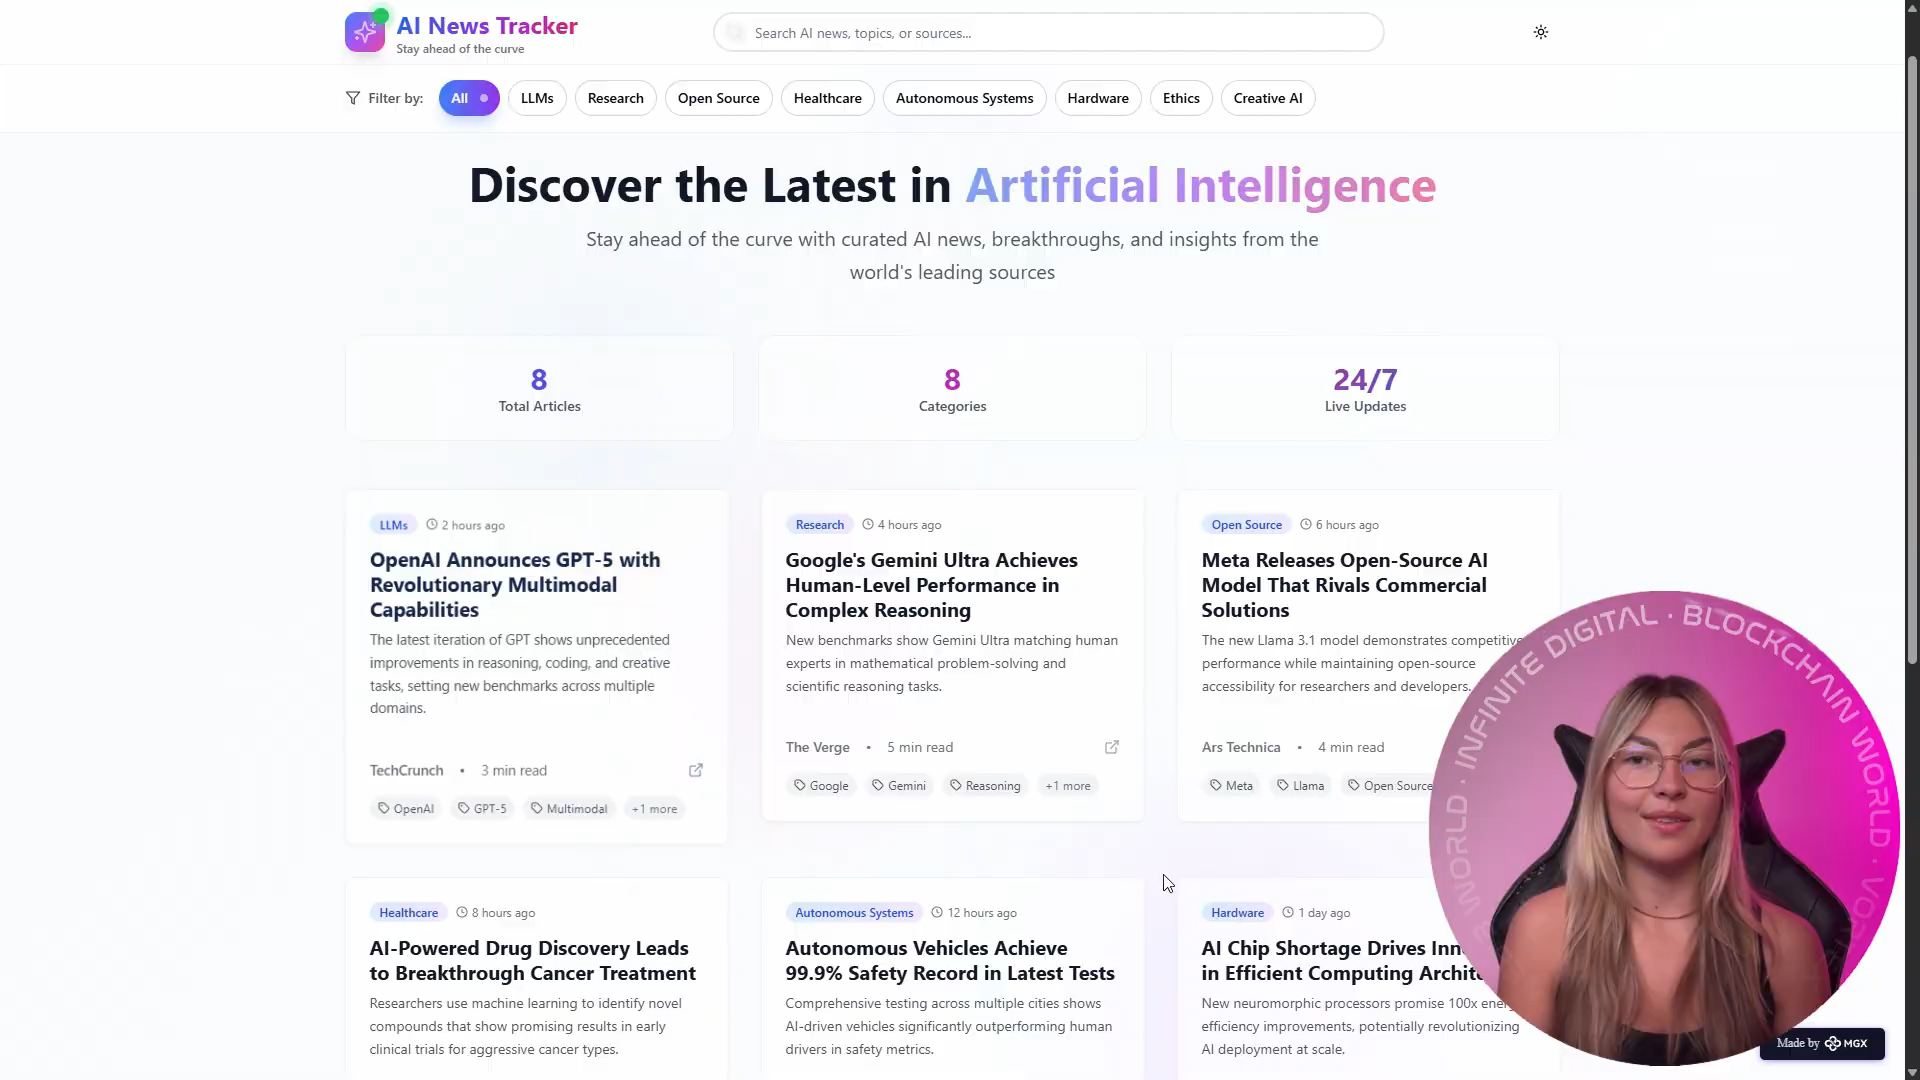 AI News Tracker
Stay ahead of the curve
Search AI news, topics, or sources...
Filter by:
All
LLMs
Research
Open Source
Healthcare
Autonomous Systems
Hardware
Ethics
Creative AI
Discover the Latest in Artificial Intelligence
Stay ahead of the curve with curated AI news, breakthroughs, and insights from the
world's leading sources
8
Total Articles
8
Categories
24/7
Live Updates
LLMs
2 hours ago
OpenAI Announces GPT-5 with
Revolutionary Multimodal
Capabilities
The latest iteration of GPT shows unprecedented
improvements in reasoning, coding, and creative
tasks, setting new benchmarks across multiple
domains.
TechCrunch • 3 min read
OpenAI
GPT-5
Multimodal
+1 more
Research
4 hours ago
Google's Gemini Ultra Achieves
Human-Level Performance in
Complex Reasoning
New benchmarks show Gemini Ultra matching human
experts in mathematical problem-solving and
scientific reasoning tasks.
The Verge • 5 min read
Google
Gemini
Reasoning
+1 more
Open Source
6 hours ago
Meta Releases Open-Source AI
Model That Rivals Commercial
Solutions
The new Llama 3.1 model demonstrates competitive
performance while maintaining open-source
accessibility for researchers and developers.
Ars Technica • 4 min read
Meta
Llama
Open Source
Healthcare
8 hours ago
AI-Powered Drug Discovery Leads
to Breakthrough Cancer Treatment
Researchers use machine learning to identify novel
compounds that show promising results in early
clinical trials for aggressive cancer types.
Autonomous Systems
12 hours ago
Autonomous Vehicles Achieve
99.9% Safety Record in Latest Tests
Comprehensive testing across multiple cities shows
AI-driven vehicles significantly outperforming human
drivers in safety metrics.
Hardware
1 day ago
AI Chip Shortage Drives
in Efficient Computing
New neuromorphic processors promise 100x
efficiency improvements, potentially revolutionizing
AI deployment at scale.
WORLD · INFINITE DIGITAL · BLOCKCHAIN WORLD ·
Made by MGX